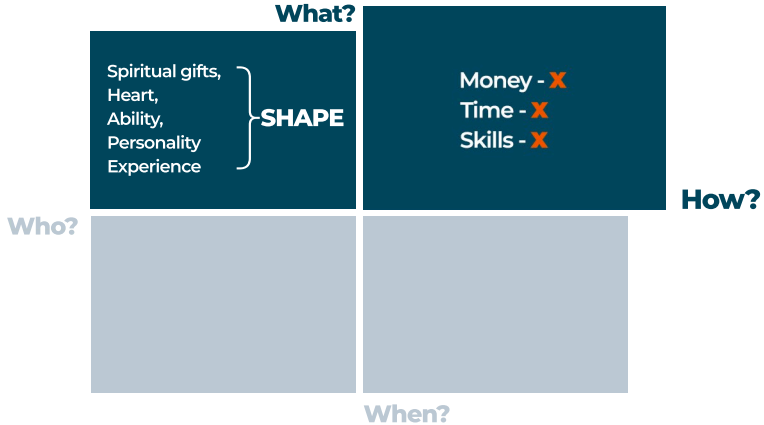 What?
Spiritual gifts,
Heart,
Ability,
Personality
Experience
SHAPE
Money - X
Time - X
Skills - X
How?
Who?
When?